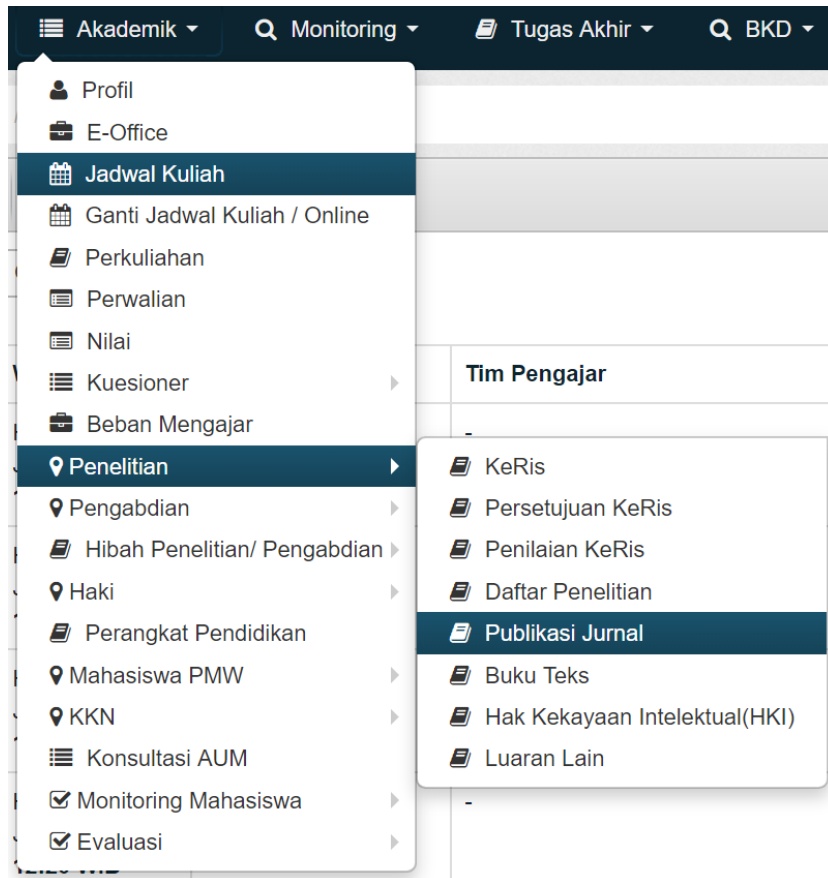 Akademik Monitoring Tugas Akhir BKD
Profil
E-Office
Jadwal Kuliah
Ganti Jadwal Kuliah / Online
Perkuliahan
Perwalian
Nilai
Kuesioner
Beban Mengajar
Penelitian
Pengabdian
Hibah Penelitian/ Pengabdian
Haki
Perangkat Pendidikan
Mahasiswa PMW
KKN
Konsultasi AUM
Monitoring Mahasiswa
Evaluasi
Tim Pengajar
-
KeRis
Persetujuan KeRis
Penilaian KeRis
Daftar Penelitian
Publikasi Jurnal
Buku Teks
Hak Kekayaan Intelektual(HKI)
Luaran Lain
-